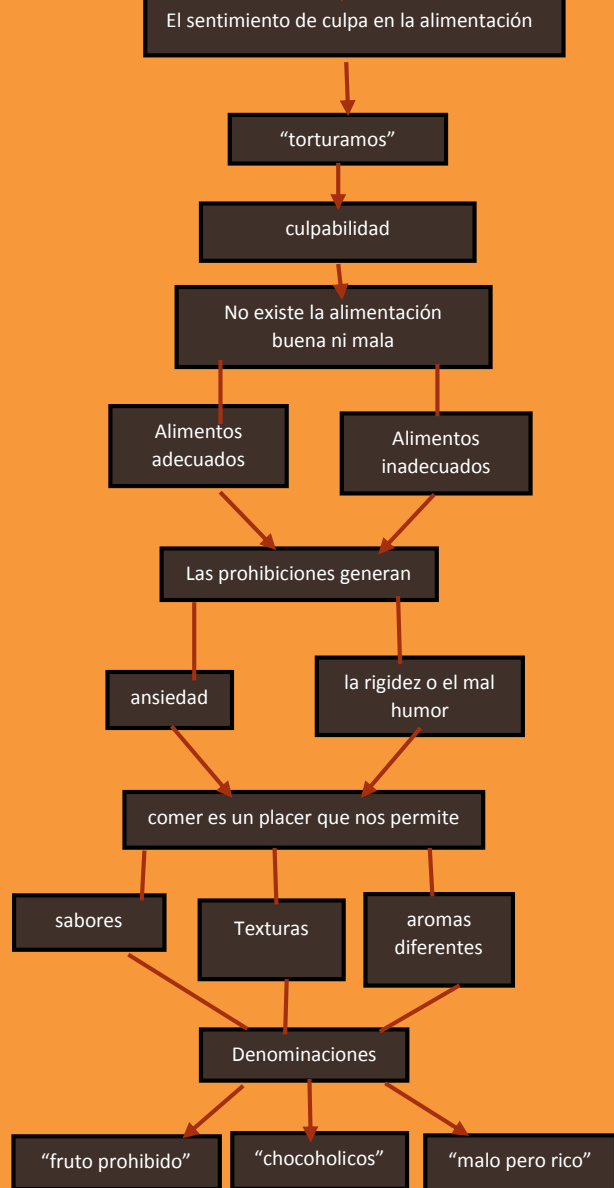 El sentimiento de culpa en la alimentación
“torturamos”
culpabilidad
No existe la alimentación
buena ni mala
Alimentos
adecuados
Alimentos
inadecuados
Las prohibiciones generan
ansiedad
la rigidez o el mal
humor
comer es un placer que nos permite
sabores
Texturas
aromas
diferentes
Denominaciones
“fruto prohibido”
“chocoholicos”
“malo pero rico”